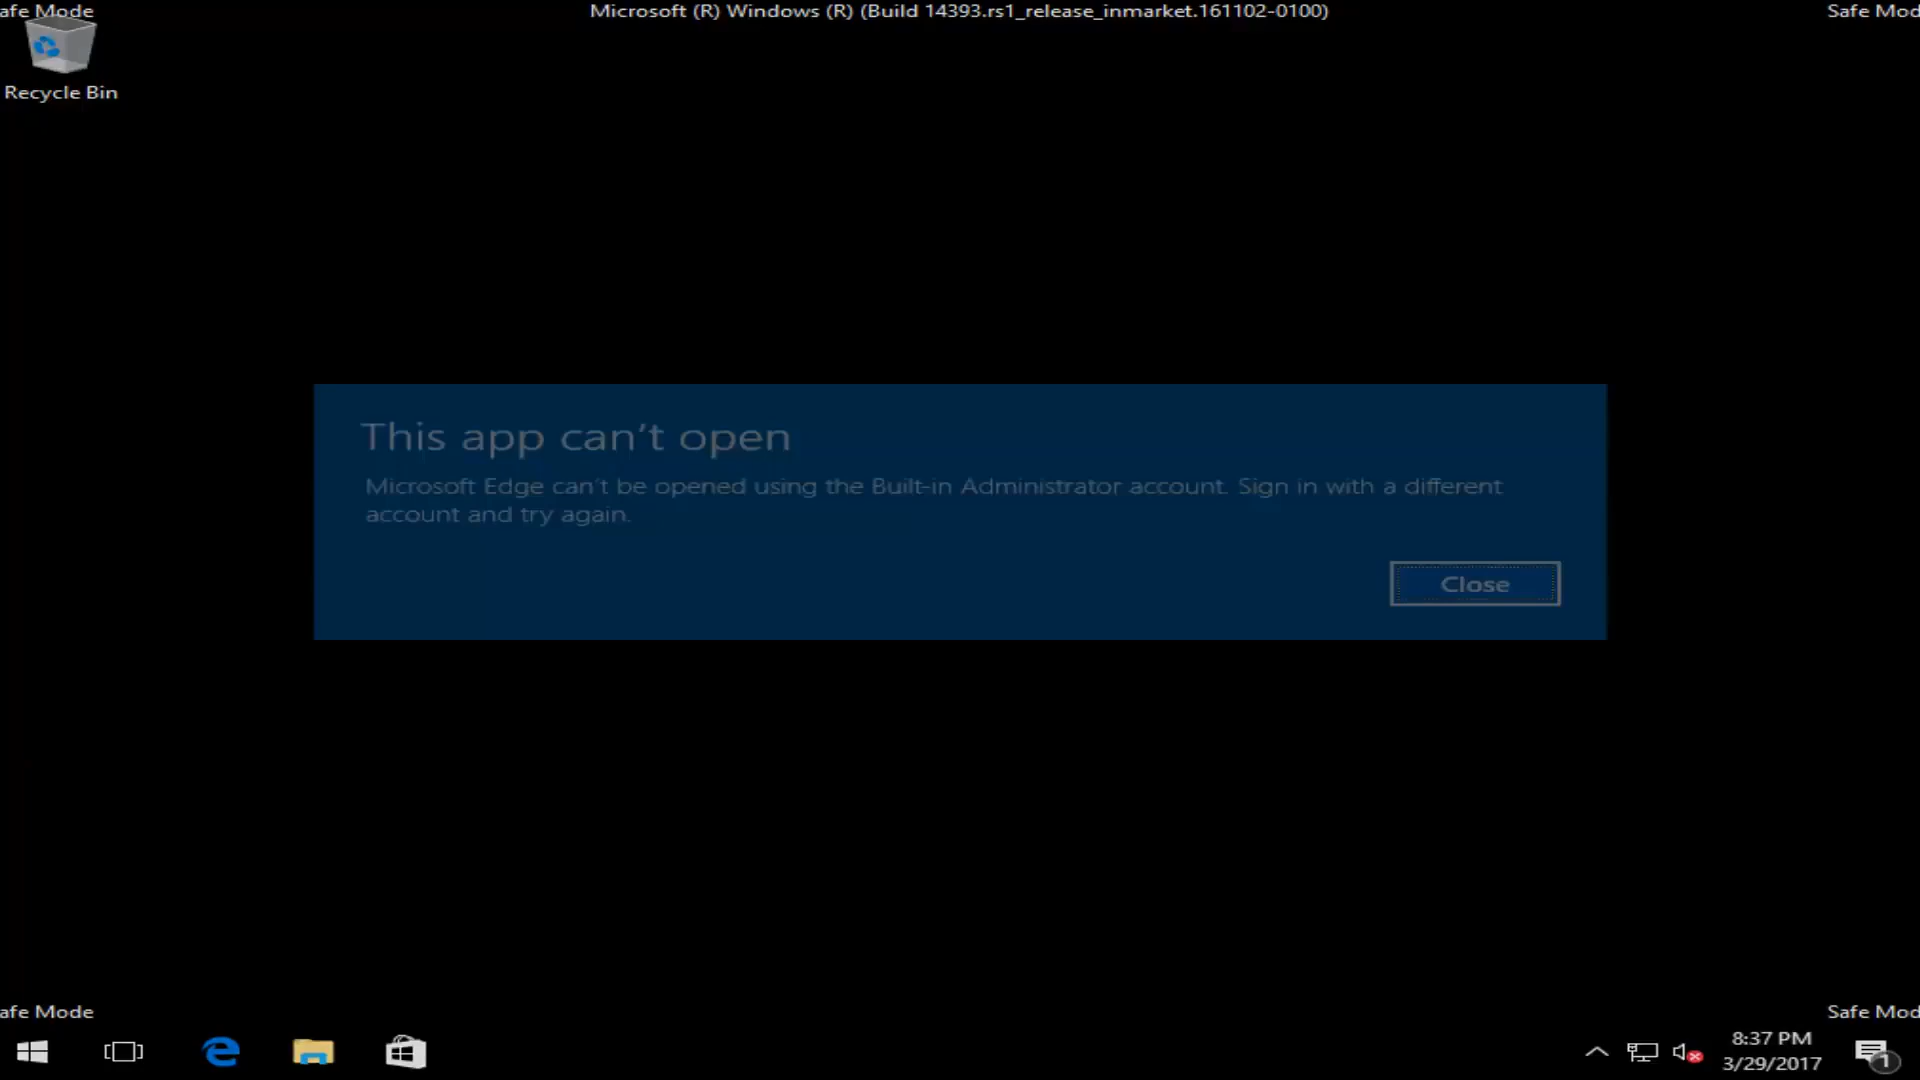 afe Mode
Microsoft (R) Windows (R) (Build 14393.rs1_release_inmarket.161102-0100)
Safe Mod
Recycle Bin
This app can't open
Microsoft Edge can't be opened using the Built-in Administrator account. Sign in with a different
account and try again.
Close
afe Mode
Safe Mod
8:37 PM
3/29/2017
1